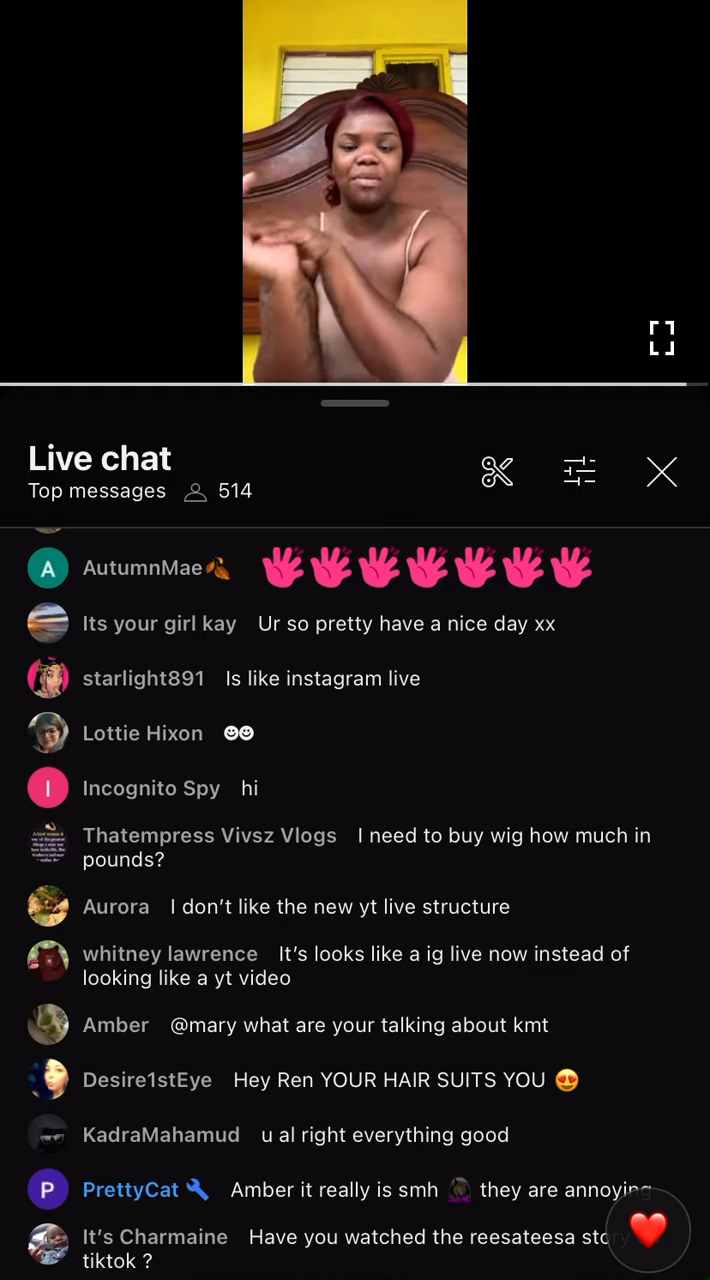 Live chat
Top messages 514
A AutumnMae🍂 👋👋👋👋👋👋👋
Its your girl kay Ur so pretty have a nice day xx
starlight891 Is like instagram live
Lottie Hixon ☻☻
I Incognito Spy hi
Thatempress Vivsz Vlogs I need to buy wig how much in
pounds?
Aurora I don’t like the new yt live structure
whitney lawrence It’s looks like a ig live now instead of
looking like a yt video
Amber @mary what are your talking about kmt
Desire1stEye Hey Ren YOUR HAIR SUITS YOU 😍
KadraMahamud u al right everything good
P PrettyCat 🔧 Amber it really is smh 🤦🏿‍♀️ they are annoying
It’s Charmaine Have you watched the reesateesa story
tiktok ?